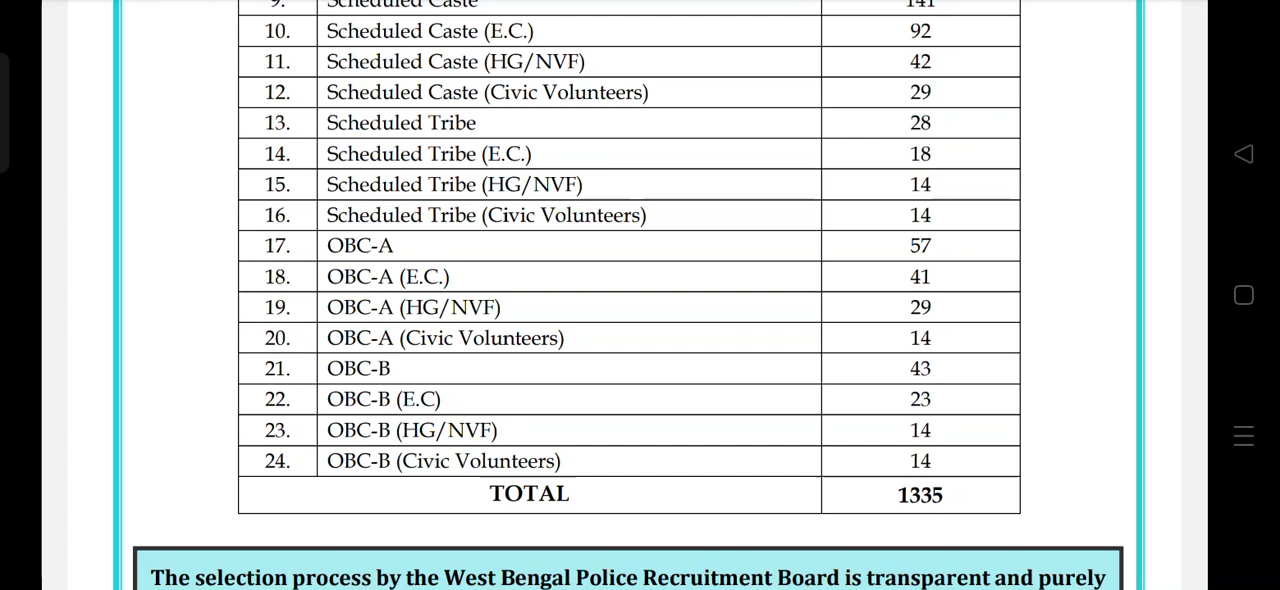 9. Scheduled Caste 141
10. Scheduled Caste (E.C.) 92
11. Scheduled Caste (HG/NVF) 42
12. Scheduled Caste (Civic Volunteers) 29
13. Scheduled Tribe 28
14. Scheduled Tribe (E.C.) 18
15. Scheduled Tribe (HG/NVF) 14
16. Scheduled Tribe (Civic Volunteers) 14
17. OBC-A 57
18. OBC-A (E.C.) 41
19. OBC-A (HG/NVF) 29
20. OBC-A (Civic Volunteers) 14
21. OBC-B 43
22. OBC-B (E.C) 23
23. OBC-B (HG/NVF) 14
24. OBC-B (Civic Volunteers) 14
TOTAL 1335
The selection process by the West Bengal Police Recruitment Board is transparent and purely